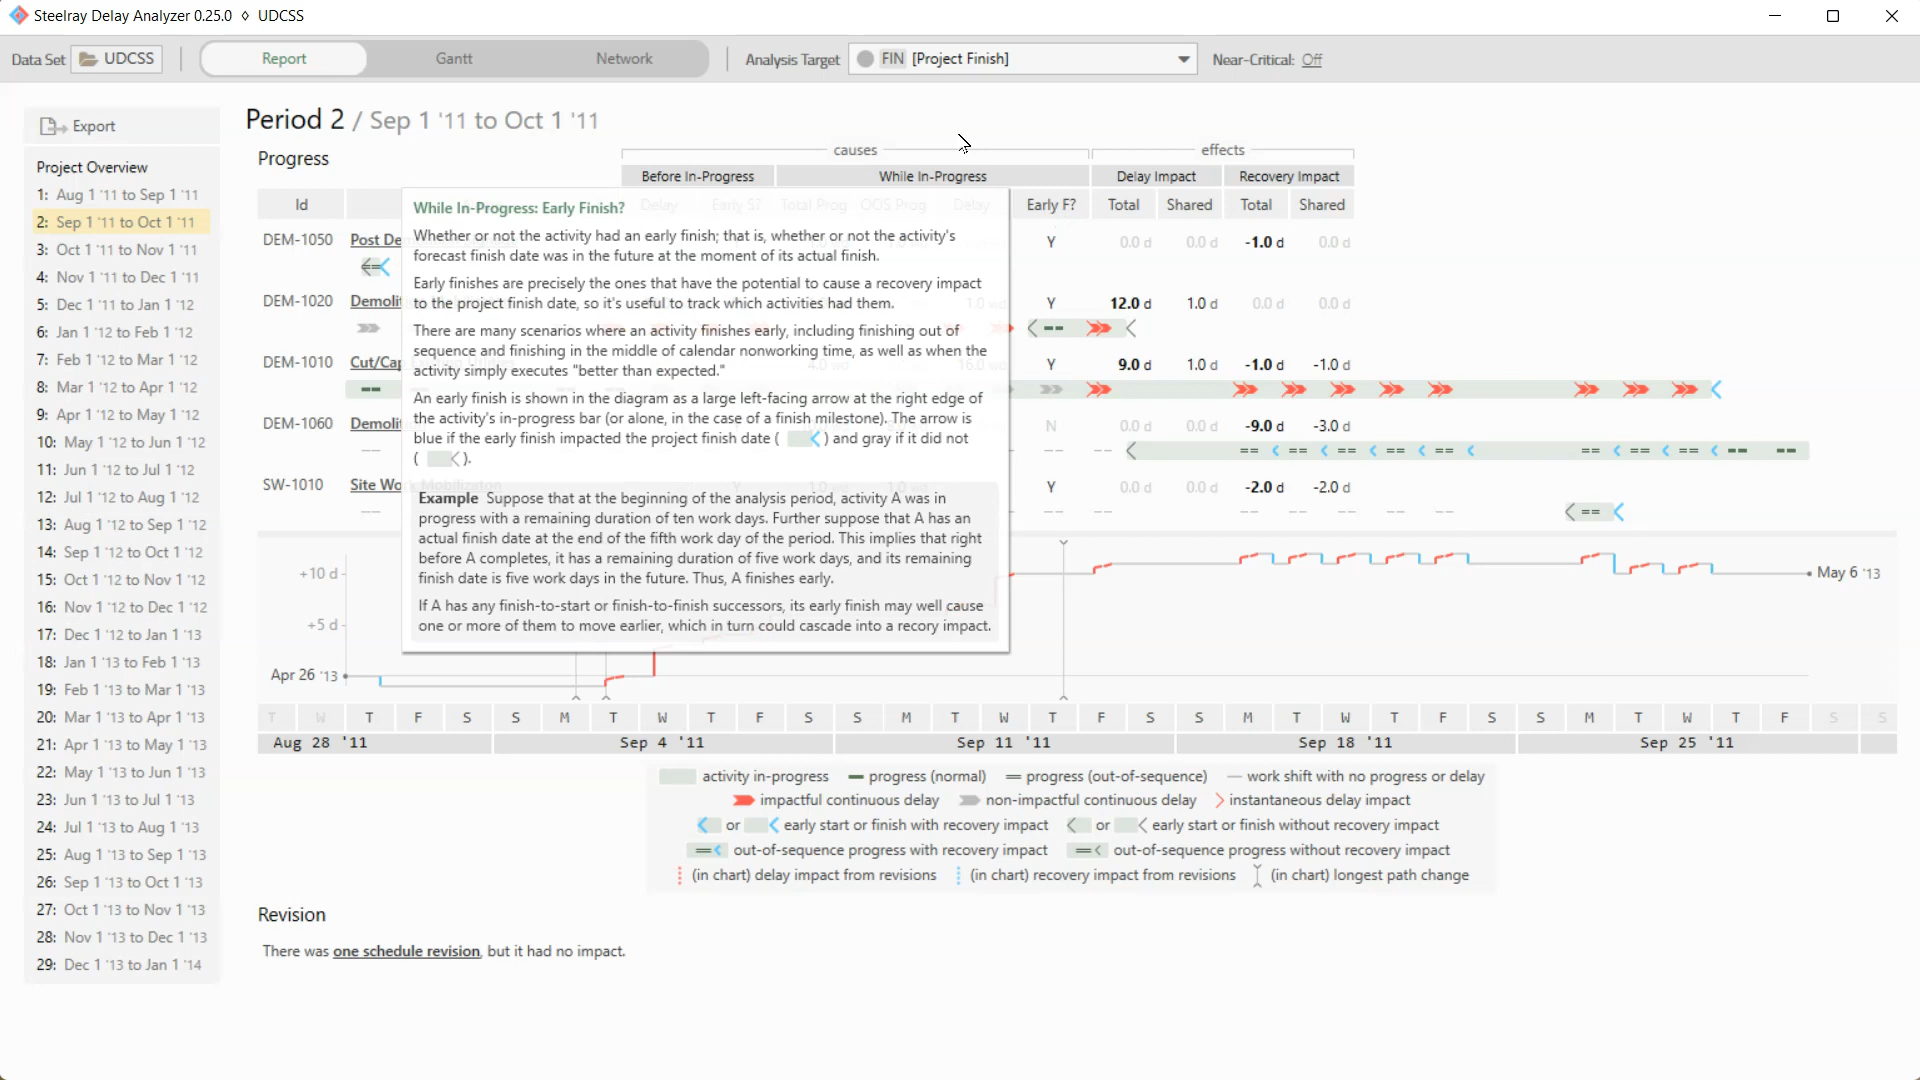 Steelray Delay Analyzer 0.25.0 ◊ UDCSS
Data Set UDCSS Report Gantt Network Analysis Target FIN [Project Finish] Near-Critical: Off
Export
Project Overview
1: Aug 1 '11 to Sep 1 '11
2: Sep 1 '11 to Oct 1 '11
3: Oct 1 '11 to Nov 1 '11
4: Nov 1 '11 to Dec 1 '11
5: Dec 1 '11 to Jan 1 '12
6: Jan 1 '12 to Feb 1 '12
7: Feb 1 '12 to Mar 1 '12
8: Mar 1 '12 to Apr 1 '12
9: Apr 1 '12 to May 1 '12
10: May 1 '12 to Jun 1 '12
11: Jun 1 '12 to Jul 1 '12
12: Jul 1 '12 to Aug 1 '12
13: Aug 1 '12 to Sep 1 '12
14: Sep 1 '12 to Oct 1 '12
15: Oct 1 '12 to Nov 1 '12
16: Nov 1 '12 to Dec 1 '12
17: Dec 1 '12 to Jan 1 '13
18: Jan 1 '13 to Feb 1 '13
19: Feb 1 '13 to Mar 1 '13
20: Mar 1 '13 to Apr 1 '13
21: Apr 1 '13 to May 1 '13
22: May 1 '13 to Jun 1 '13
23: Jun 1 '13 to Jul 1 '13
24: Jul 1 '13 to Aug 1 '13
25: Aug 1 '13 to Sep 1 '13
26: Sep 1 '13 to Oct 1 '13
27: Oct 1 '13 to Nov 1 '13
28: Nov 1 '13 to Dec 1 '13
29: Dec 1 '13 to Jan 1 '14
Period 2 / Sep 1 '11 to Oct 1 '11
Progress
causes effects
Before In-Progress While In-Progress Delay Impact Recovery Impact
Id Delay Early S? Total Prog OOS Prog Delay Early F? Total Shared Total Shared
DEM-1050 Post De Y 0.0 d 0.0 d -1.0 d 0.0 d
DEM-1020 Demolit 1.0 wd Y 12.0 d 1.0 d 0.0 d 0.0 d
DEM-1010 Cut/Cap 4.0 wd 16.0 wd Y 9.0 d 1.0 d -1.0 d -1.0 d
DEM-1060 Demolit N 0.0 d 0.0 d -9.0 d -3.0 d
SW-1010 Site Work Mobilization Y 1.0 wd 1.0 wd Y 0.0 d 0.0 d -2.0 d -2.0 d
While In-Progress: Early Finish?
Whether or not the activity had an early finish; that is, whether or not the activity's
forecast finish date was in the future at the moment of its actual finish.
Early finishes are precisely the ones that have the potential to cause a recovery impact
to the project finish date, so it's useful to track which activities had them.
There are many scenarios where an activity finishes early, including finishing out of
sequence and finishing in the middle of calendar nonworking time, as well as when the
activity simply executes "better than expected."
An early finish is shown in the diagram as a large left-facing arrow at the right edge of
the activity's in-progress bar (or alone, in the case of a finish milestone). The arrow is
blue if the early finish impacted the project finish date ( ) and gray if it did not
( ).
Example Suppose that at the beginning of the analysis period, activity A was in
progress with a remaining duration of ten work days. Further suppose that A has an
actual finish date at the end of the fifth work day of the period. This implies that right
before A completes, it has a remaining duration of five work days, and its remaining
finish date is five work days in the future. Thus, A finishes early.
If A has any finish-to-start or finish-to-finish successors, its early finish may well cause
one or more of them to move earlier, which in turn could cascade into a recory impact.
+10 d
+5 d
Apr 26 '13
May 6 '13
T W T F S S M T W T F S S M T W T F S S M T W T F S S M T W T F S S
Aug 28 '11 Sep 4 '11 Sep 11 '11 Sep 18 '11 Sep 25 '11
activity in-progress progress (normal) progress (out-of-sequence) work shift with no progress or delay
impactful continuous delay non-impactful continuous delay instantaneous delay impact
or early start or finish with recovery impact or early start or finish without recovery impact
out-of-sequence progress with recovery impact out-of-sequence progress without recovery impact
(in chart) delay impact from revisions (in chart) recovery impact from revisions (in chart) longest path change
Revision
There was one schedule revision, but it had no impact.